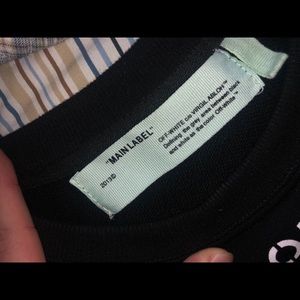 "MAIN LABEL"
2013©
OFF-WHITE c/o VIRGIL ABLOH™
Defining the grey area between black
and white as the color Off-White™